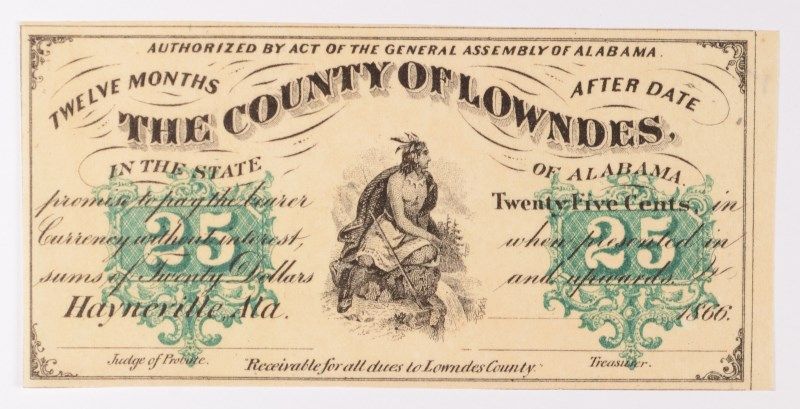 AUTHORIZED BY ACT OF THE GENERAL ASSEMBLY OF ALABAMA.
TWELVE MONTHS AFTER DATE
THE COUNTY OF LOWNDES,
IN THE STATE OF ALABAMA
promise to pay the bearer Twenty Five Cents, in
Currency without interest, when presented in
sums of Twenty Dollars and upwards.
25 25
Hayneville Ala. 1866.
Judge of Probate. Receivable for all dues to Lowndes County. Treasurer.